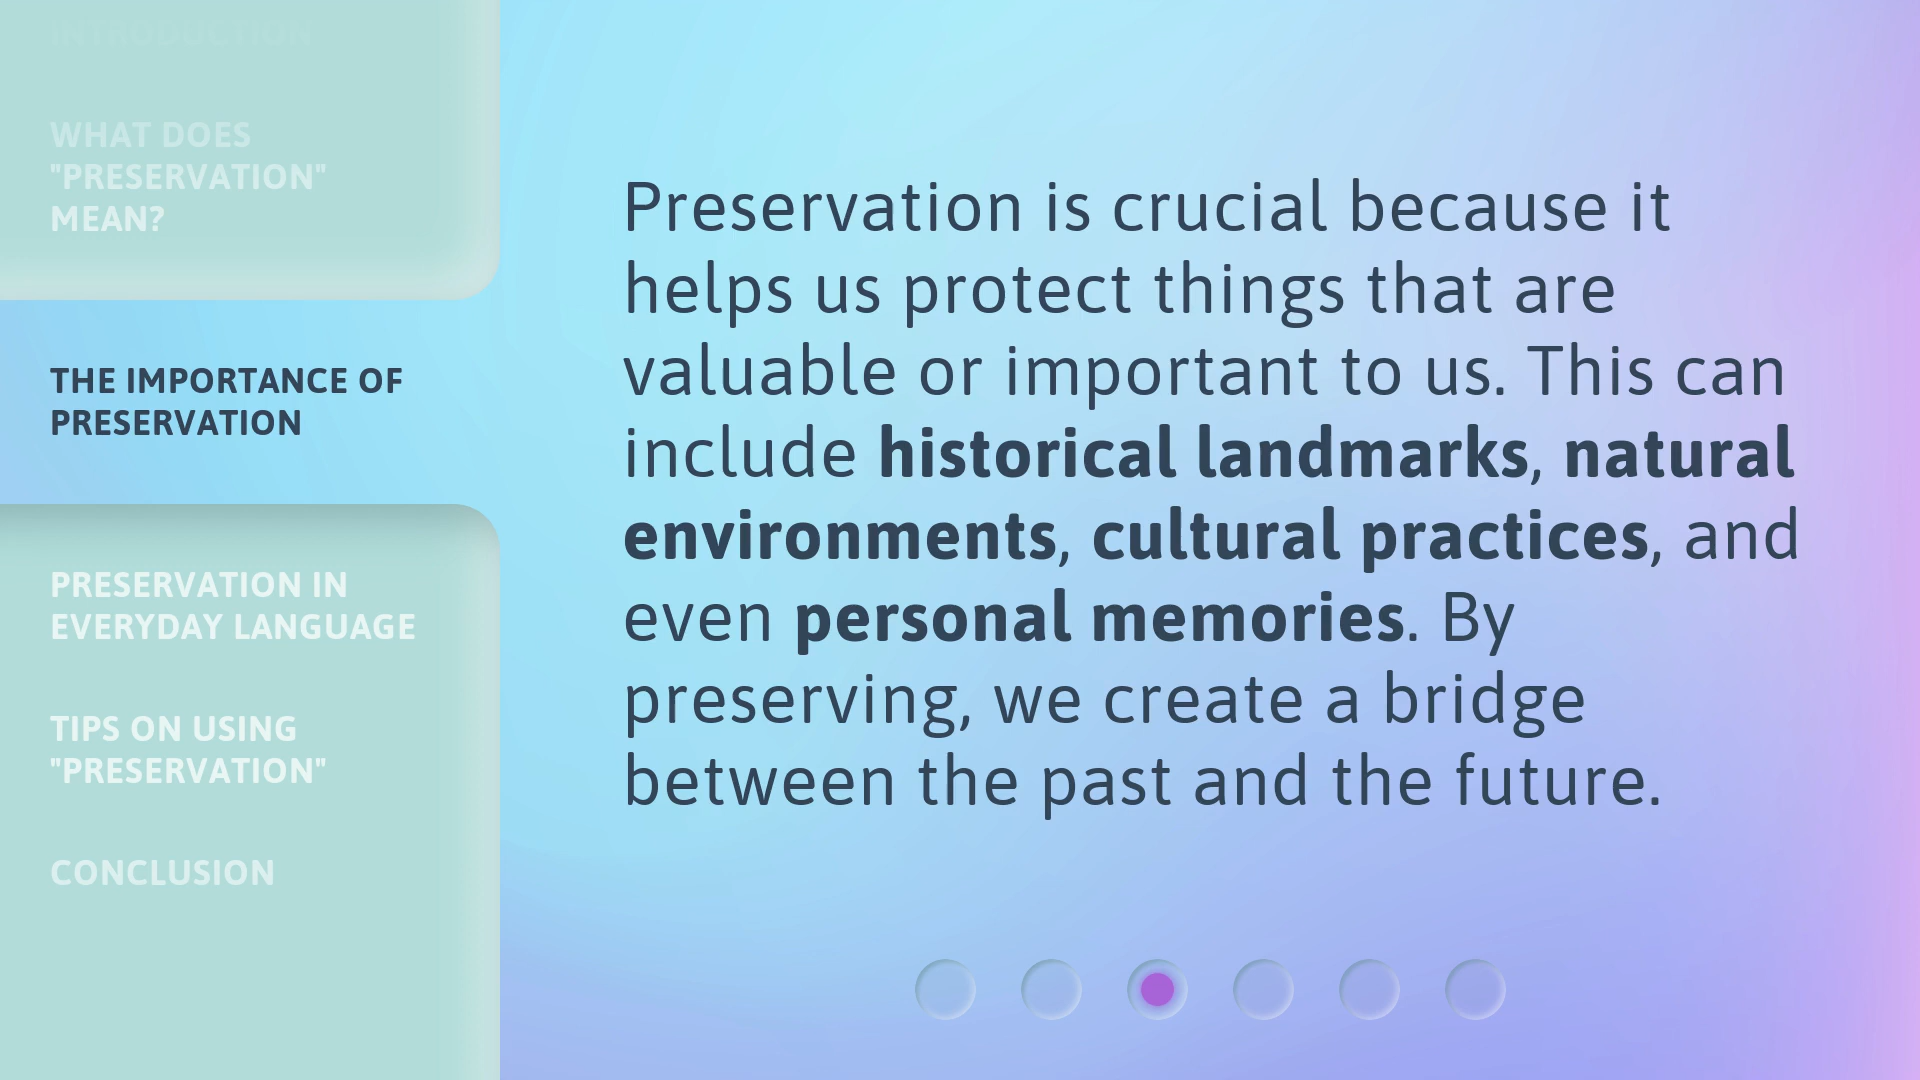 INTRODUCTION
WHAT DOES
"PRESERVATION"
MEAN?
THE IMPORTANCE OF
PRESERVATION
PRESERVATION IN
EVERYDAY LANGUAGE
TIPS ON USING
"PRESERVATION"
CONCLUSION
Preservation is crucial because it
helps us protect things that are
valuable or important to us. This can
include historical landmarks, natural
environments, cultural practices, and
even personal memories. By
preserving, we create a bridge
between the past and the future.